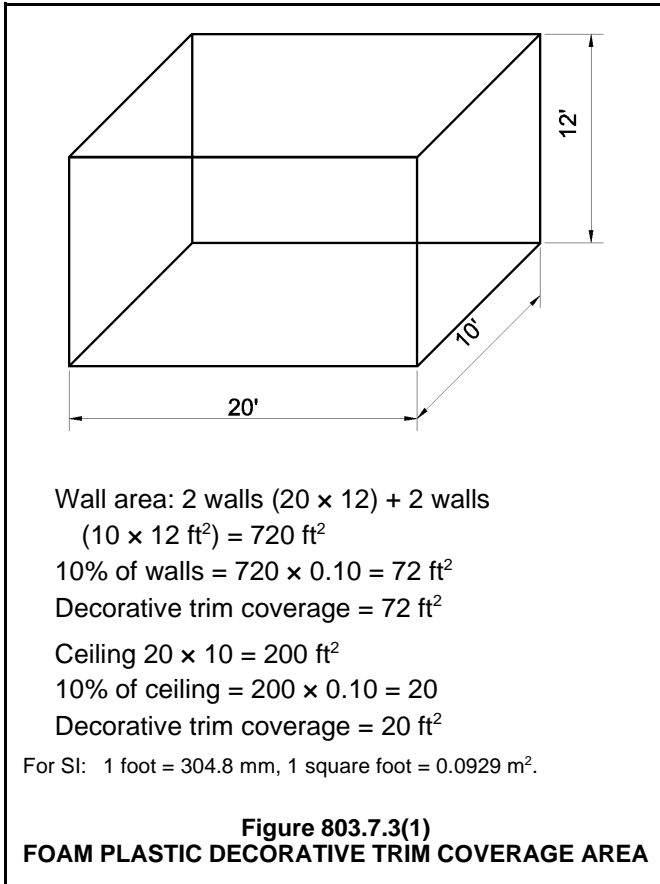 12'
10'
20'
Wall area: 2 walls (20 × 12) + 2 walls
(10 × 12 ft²) = 720 ft²
10% of walls = 720 × 0.10 = 72 ft²
Decorative trim coverage = 72 ft²
Ceiling 20 × 10 = 200 ft²
10% of ceiling = 200 × 0.10 = 20
Decorative trim coverage = 20 ft²
For SI: 1 foot = 304.8 mm, 1 square foot = 0.0929 m².
Figure 803.7.3(1)
FOAM PLASTIC DECORATIVE TRIM COVERAGE AREA